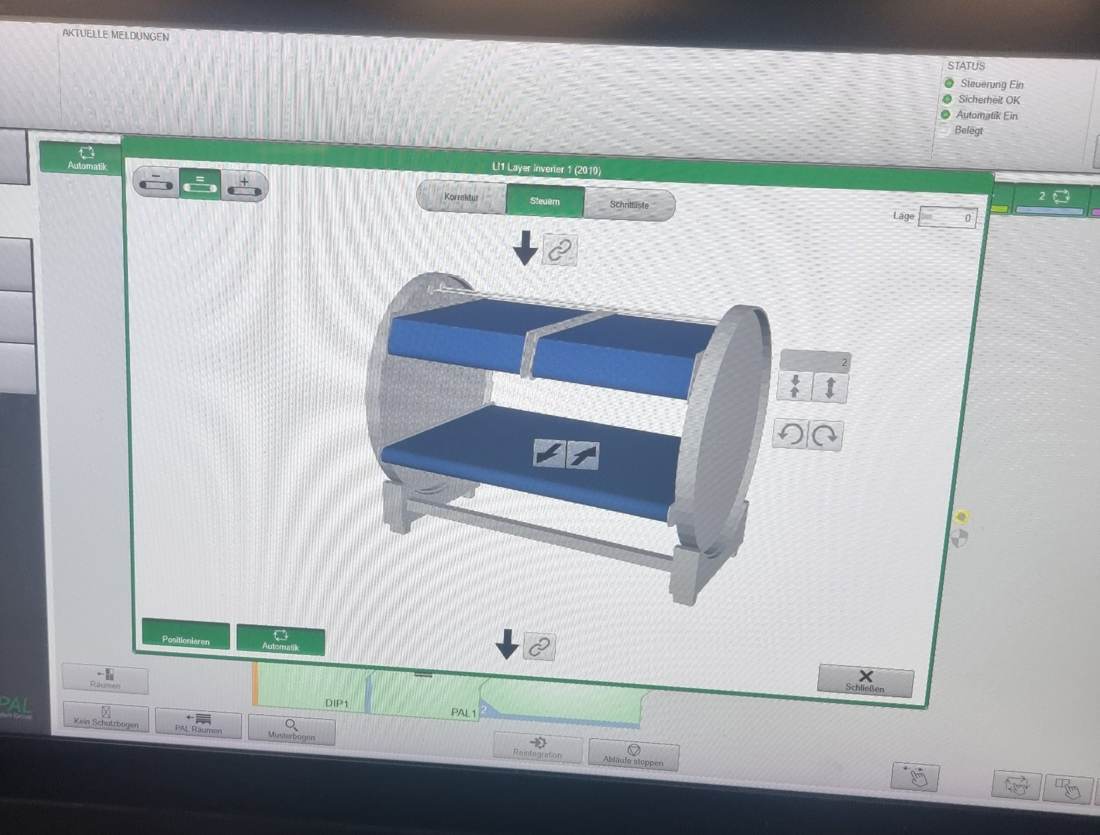 AKTUELLE MELDUNGEN
STATUS
Steuerung Ein
Sicherheit OK
Automatik Ein
Belegt
Automatik
LI1 Layer inverter 1 (2010)
Korrektur
Steuern
Schrittliste
Lage
0
2
2
Positionieren
Automatik
Schließen
Räumen
DIP1
PAL1
2
PAL
Kein Schutzbogen
PAL Räumen
Musterbogen
Reintegration
Abläufe stoppen